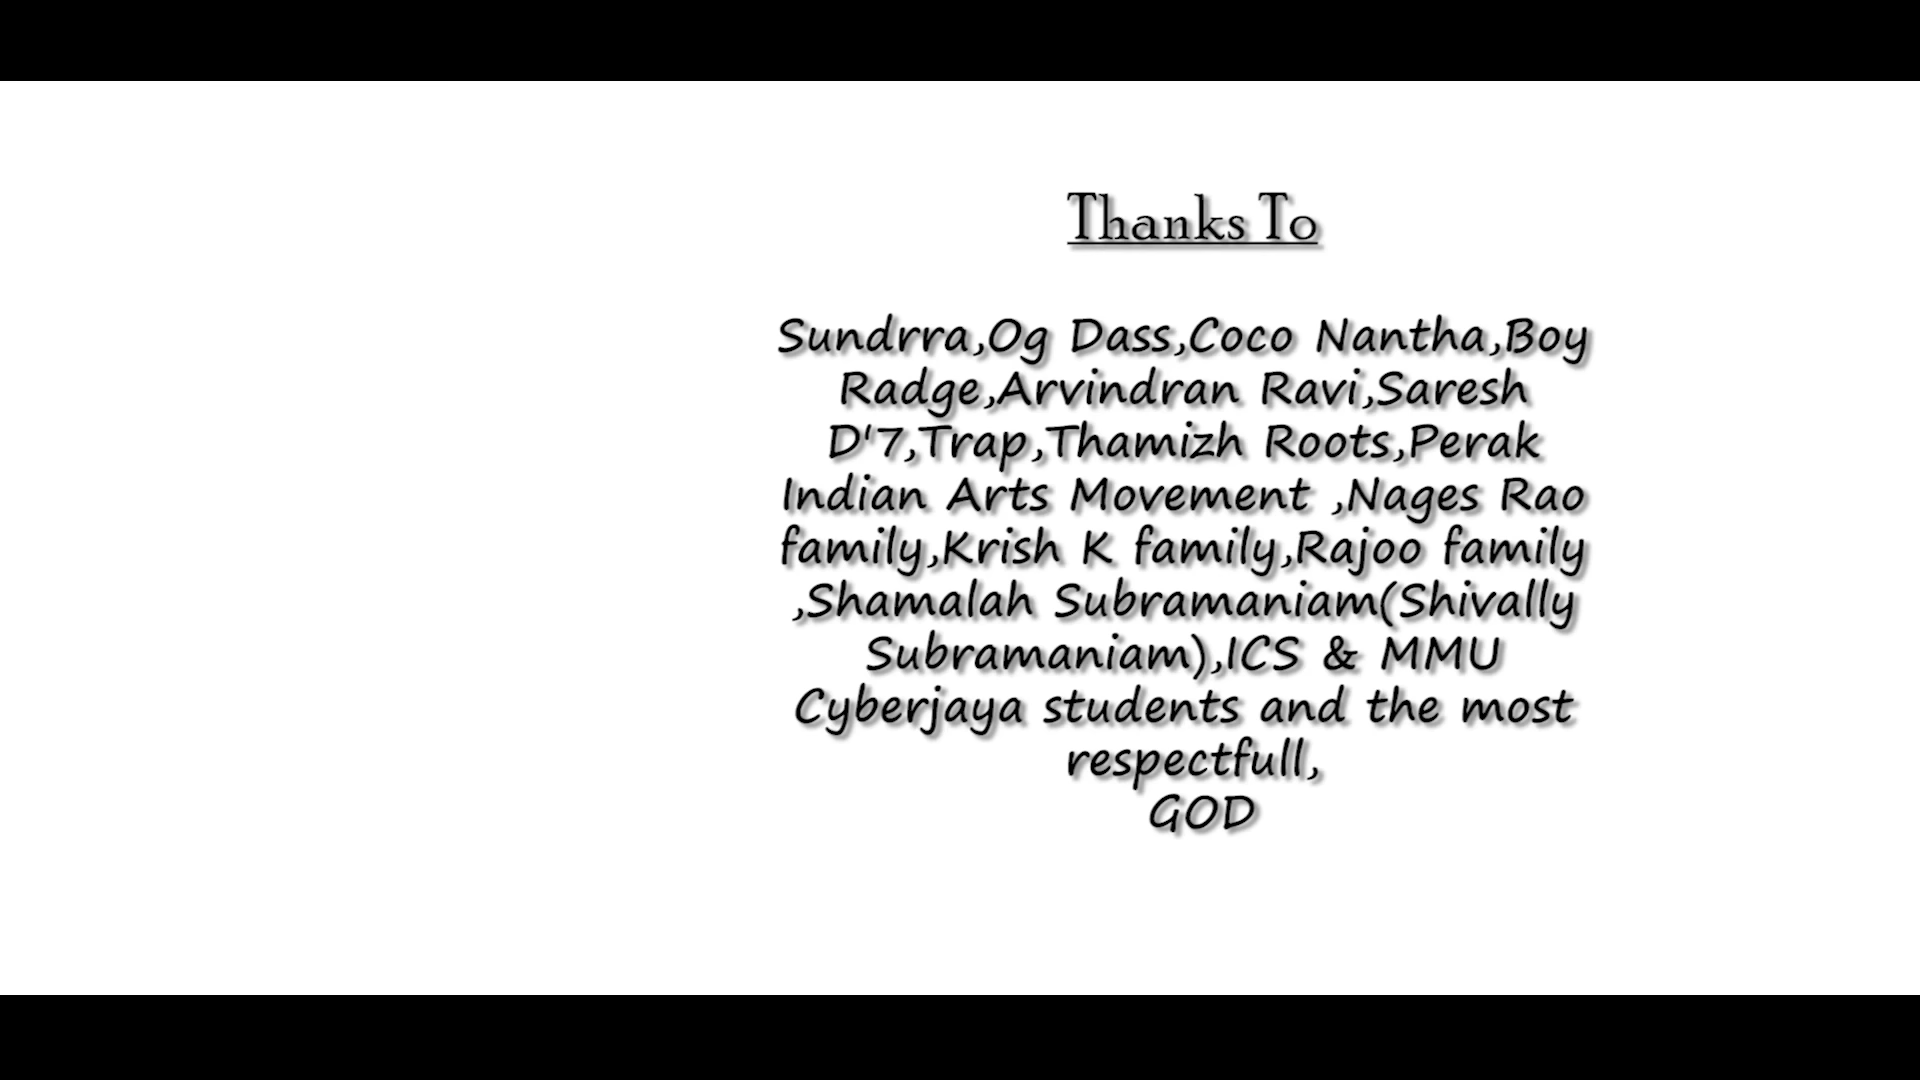 Thanks To
Sundrra,Og Dass,Coco Nantha,Boy
Radge,Arvindran Ravi,Saresh
D'7,Trap,Thamizh Roots,Perak
Indian Arts Movement ,Nages Rao
family,Krish K family,Rajoo family
,Shamalah Subramaniam(Shivally
Subramaniam),ICS & MMU
Cyberjaya students and the most
respectfull,
GOD